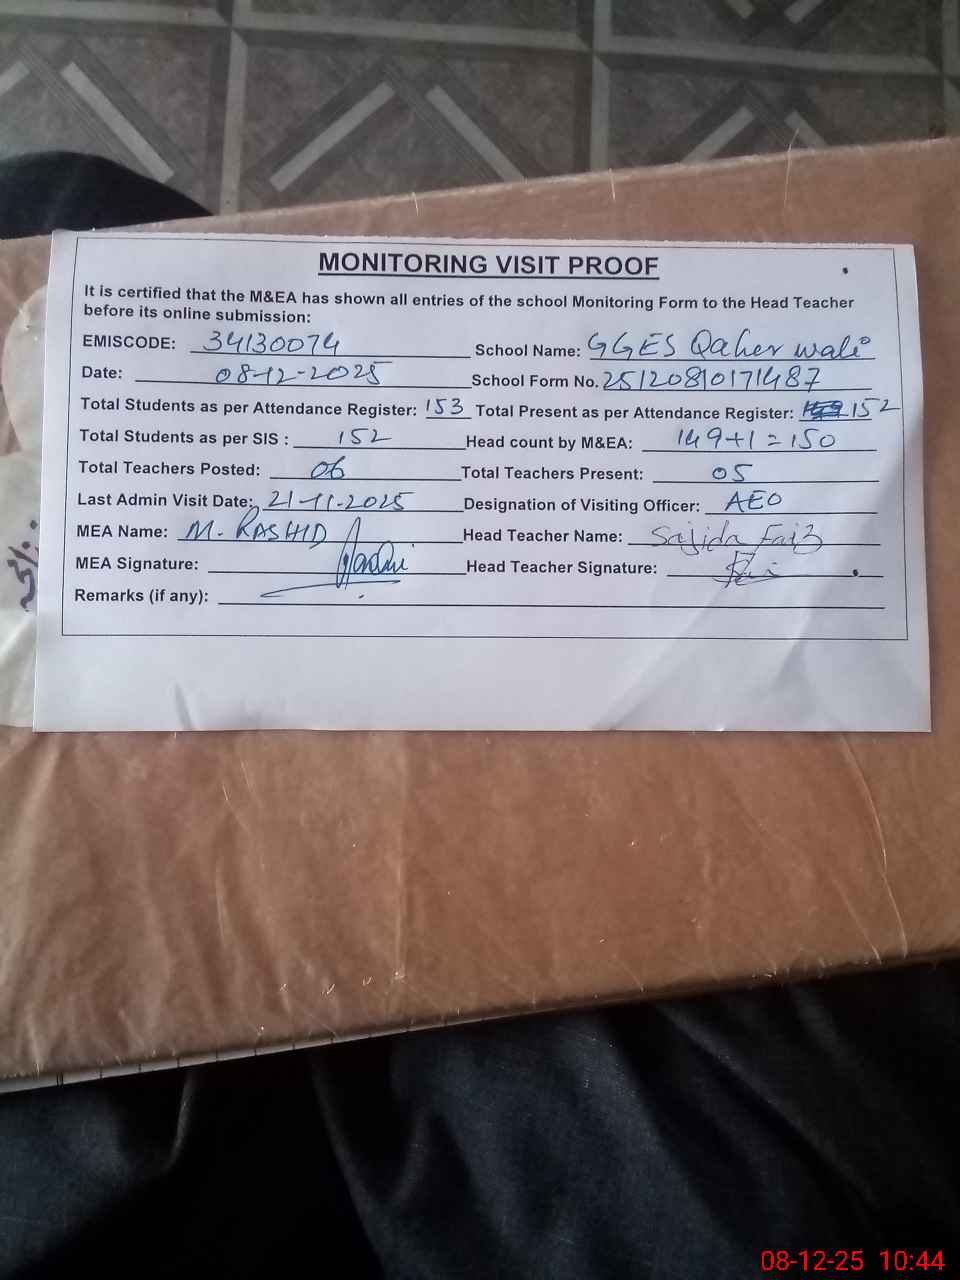 MONITORING VISIT PROOF
It is certified that the M&EA has shown all entries of the school Monitoring Form to the Head Teacher
before its online submission:
EMISCODE: 34130074 School Name: GGES Qaher wali
Date: 08-12-2025 School Form No. 2512081017 1487
Total Students as per Attendance Register: 153 Total Present as per Attendance Register: 152
Total Students as per SIS : 152 Head count by M&EA: 149+1=150
Total Teachers Posted: 06 Total Teachers Present: 05
Last Admin Visit Date: 21-11-2025 Designation of Visiting Officer: AEO
MEA Name: M. RASHID Head Teacher Name: Sajida Faiz
MEA Signature: Head Teacher Signature:
Remarks (if any):
08-12-25 10:44